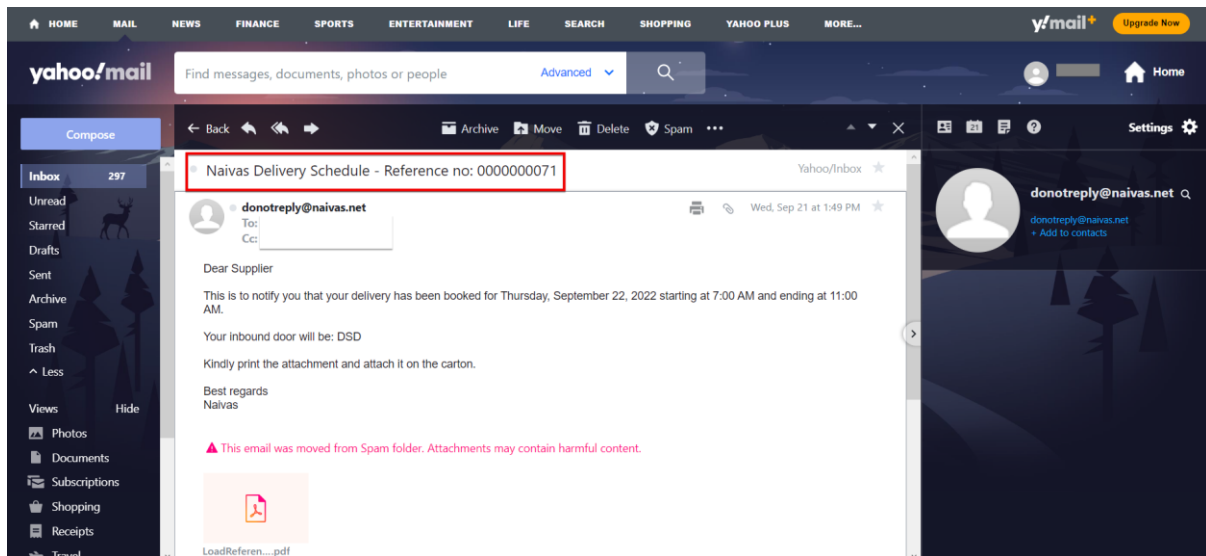 HOME MAIL NEWS FINANCE SPORTS ENTERTAINMENT LIFE SEARCH SHOPPING YAHOO PLUS MORE... y!mail+ Upgrade Now
yahoo!mail Find messages, documents, photos or people Advanced Home
Compose Back Archive Move Delete Spam ••• 21 Settings
Inbox 297
Naivas Delivery Schedule - Reference no: 0000000071 Yahoo/Inbox
Unread
Starred
Drafts
Sent
Archive
Spam
Trash
Less
Views Hide
Photos
Documents
Subscriptions
Shopping
Receipts
Travel
donotreply@naivas.net Wed, Sep 21 at 1:49 PM
To:
Cc:
Dear Supplier
This is to notify you that your delivery has been booked for Thursday, September 22, 2022 starting at 7:00 AM and ending at 11:00
AM.
Your inbound door will be: DSD
Kindly print the attachment and attach it on the carton.
Best regards
Naivas
This email was moved from Spam folder. Attachments may contain harmful content.
LoadReferen....pdf
donotreply@naivas.net
donotreply@naivas.net
+ Add to contacts